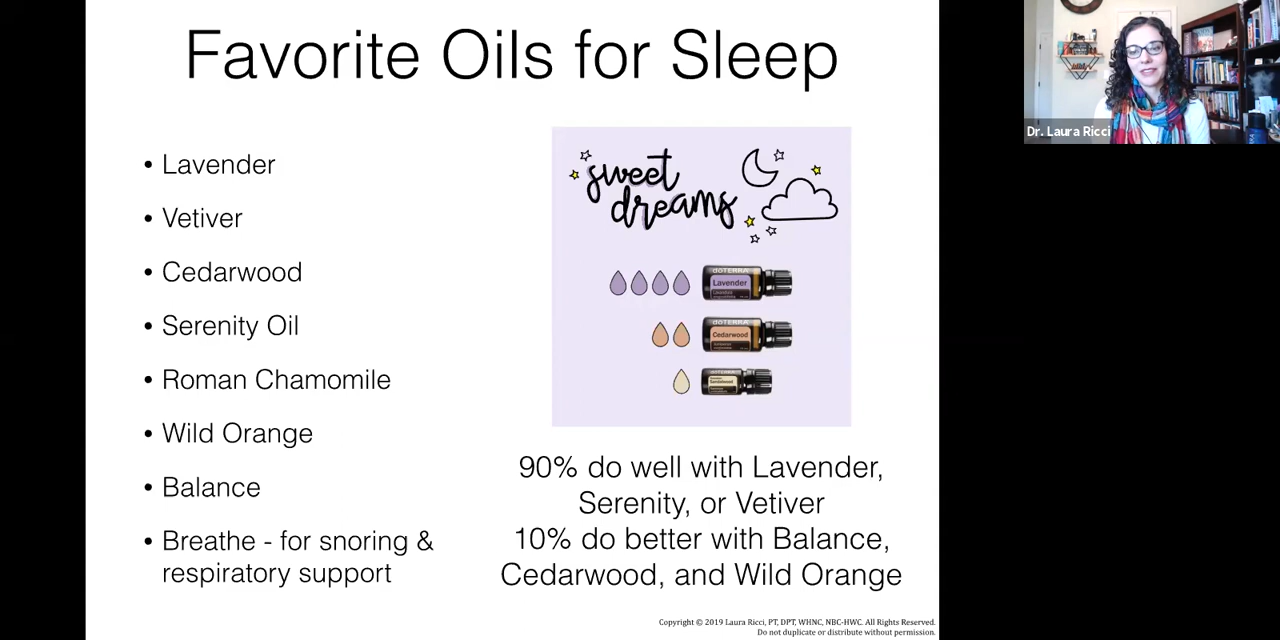 Favorite Oils for Sleep
• Lavender
• Vetiver
• Cedarwood
• Serenity Oil
• Roman Chamomile
• Wild Orange
• Balance
• Breathe - for snoring &
respiratory support
sweet
dreams
doTERRA
Lavender
doTERRA
Cedarwood
Sandalwood
90% do well with Lavender,
Serenity, or Vetiver
10% do better with Balance,
Cedarwood, and Wild Orange
Copyright © 2019 Laura Ricci, PT, DPT, WHNC, NBC-HWC. All Rights Reserved.
Do not duplicate or distribute without permission.
Dr. Laura Ricci